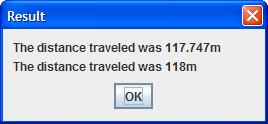 Result
The distance traveled was 117.747m
The distance traveled was 118m
OK